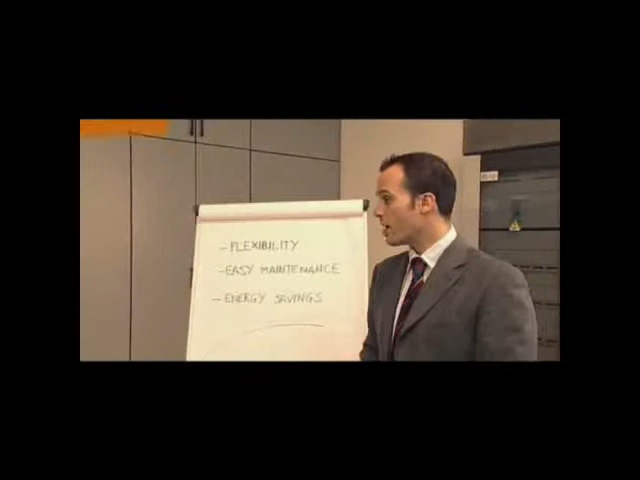 - FLEXIBILITY
- EASY MAINTENANCE
- ENERGY SAVINGS